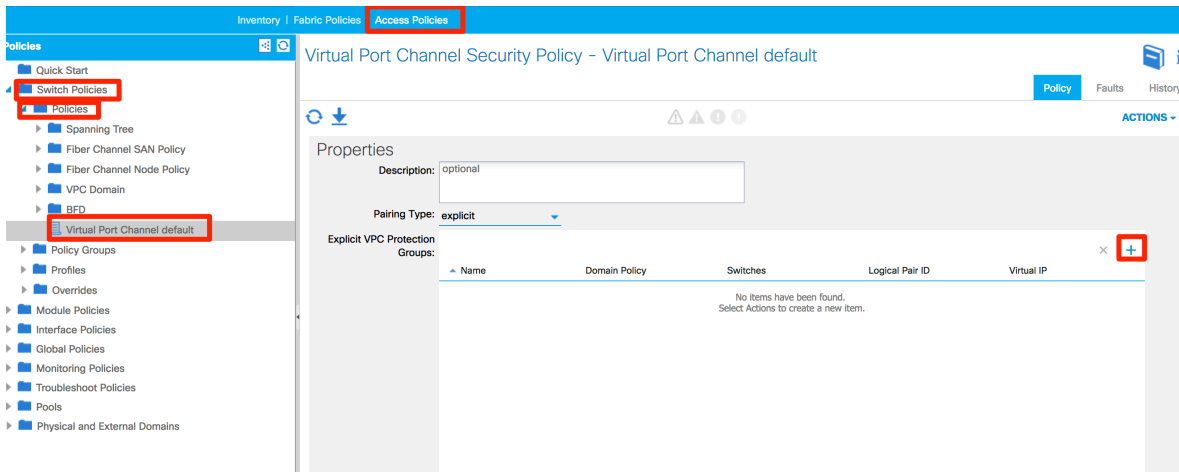 Inventory | Fabric Policies Access Policies
Policies
Quick Start
Switch Policies
Policies
Spanning Tree
Fiber Channel SAN Policy
Fiber Channel Node Policy
VPC Domain
BFD
Virtual Port Channel default
Policy Groups
Profiles
Overrides
Module Policies
Interface Policies
Global Policies
Monitoring Policies
Troubleshoot Policies
Pools
Physical and External Domains
Virtual Port Channel Security Policy - Virtual Port Channel default
Policy Faults History
ACTIONS
Properties
Description: optional
Pairing Type: explicit
Explicit VPC Protection
Groups:
Name Domain Policy Switches Logical Pair ID Virtual IP
No items have been found.
Select Actions to create a new item.